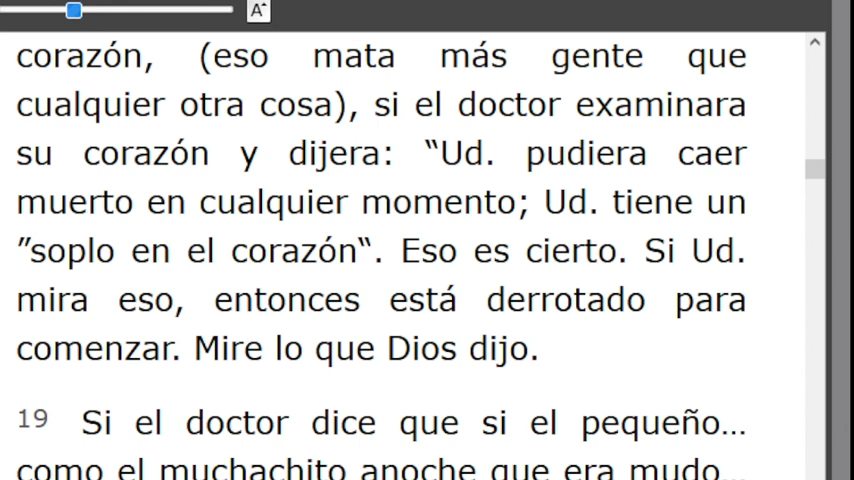 A
corazón, (eso mata más gente que
cualquier otra cosa), si el doctor examinara
su corazón y dijera: “Ud. pudiera caer
muerto en cualquier momento; Ud. tiene un
”soplo en el corazón“. Eso es cierto. Si Ud.
mira eso, entonces está derrotado para
comenzar. Mire lo que Dios dijo.
19 Si el doctor dice que si el pequeño...
como el muchachito anoche que era mudo...